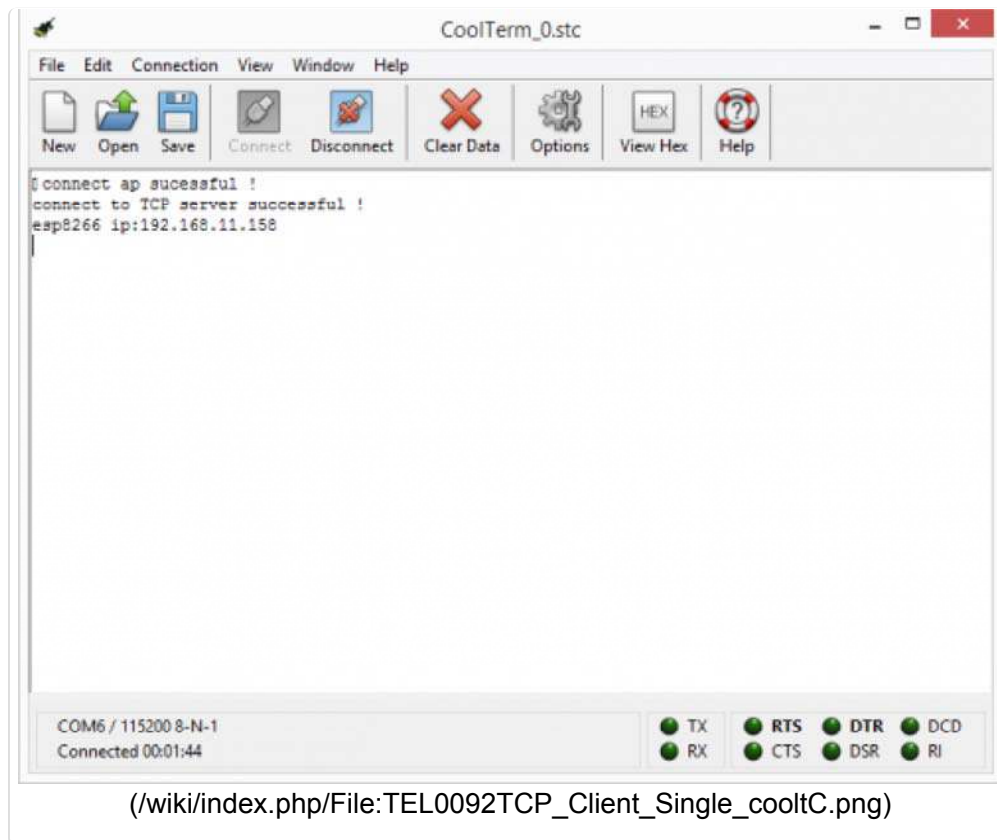 CoolTerm_0.stc
File Edit Connection View Window Help
New Open Save Connect Disconnect Clear Data Options HEX View Hex Help
connect ap sucessful !
connect to TCP server successful !
esp8266 ip:192.168.11.158
COM6 / 115200 8-N-1
Connected 00:01:44
TX RTS DTR DCD
RX CTS DSR RI
(/wiki/index.php/File:TEL0092TCP_Client_Single_cooltC.png)